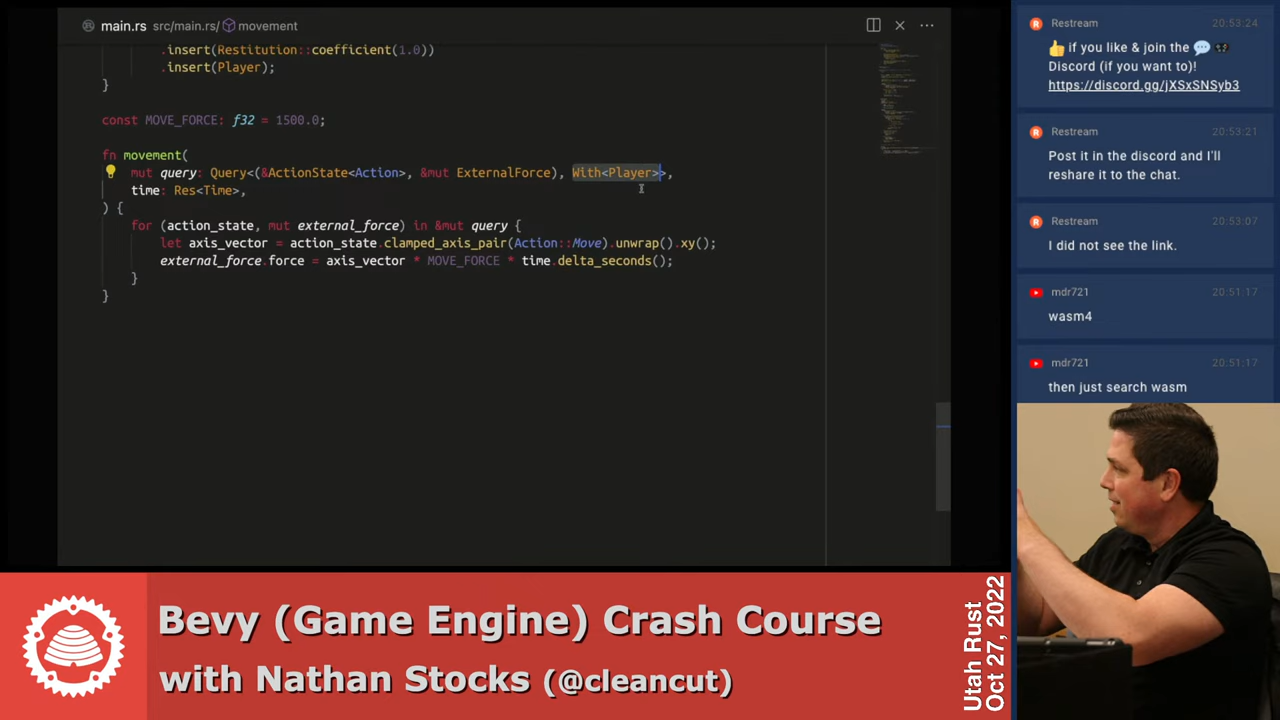 main.rs src/main.rs/ movement
.insert(Restitution::coefficient(1.0))
.insert(Player);
}
const MOVE_FORCE: f32 = 1500.0;
fn movement(
mut query: Query<(&ActionState<Action>, &mut ExternalForce), With<Player>>,
time: Res<Time>,
) {
for (action_state, mut external_force) in &mut query {
let axis_vector = action_state.clamped_axis_pair(Action::Move).unwrap().xy();
external_force.force = axis_vector * MOVE_FORCE * time.delta_seconds();
}
}
Restream 20:53:24
👍 if you like & join the 💬
Discord (if you want to)!
https://discord.gg/jXSxSNSyb3
Restream 20:53:21
Post it in the discord and I'll
reshare it to the chat.
Restream 20:53:07
I did not see the link.
mdr721 20:51:17
wasm4
mdr721 20:51:17
then just search wasm
Bevy (Game Engine) Crash Course
with Nathan Stocks (@cleancut)
Utah Rust
Oct 27, 2022